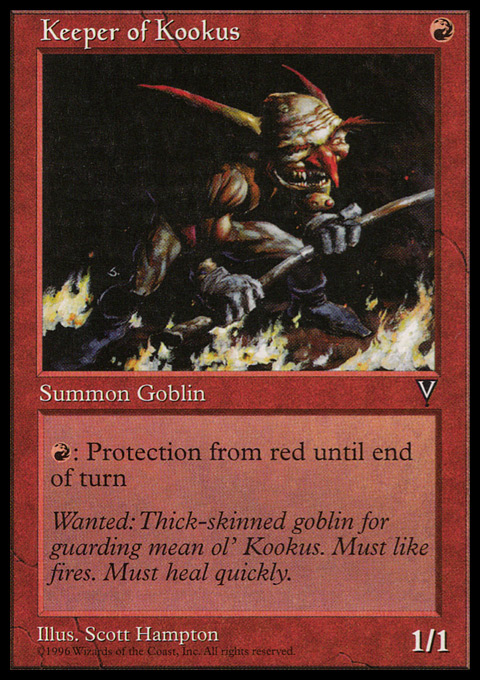 Keeper of Kookus
Summon Goblin
V
: Protection from red until end
of turn
Wanted: Thick-skinned goblin for
guarding mean ol' Kookus. Must like
fires. Must heal quickly.
Illus. Scott Hampton
1/1
©1996 Wizards of the Coast, Inc. All rights reserved.